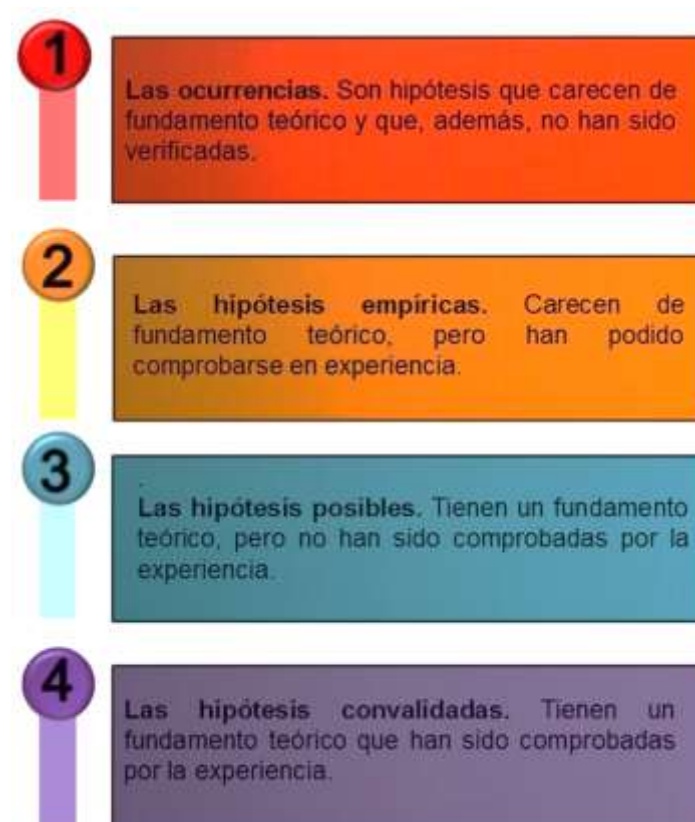 1
Las ocurrencias. Son hipótesis que carecen de
fundamento teórico y que, además, no han sido
verificadas.
2
Las hipótesis empíricas. Carecen de
fundamento teórico, pero han podido
comprobarse en experiencia.
3
Las hipótesis posibles. Tienen un fundamento
teórico, pero no han sido comprobadas por la
experiencia.
4
Las hipótesis convalidadas. Tienen un
fundamento teórico que han sido comprobadas
por la experiencia.